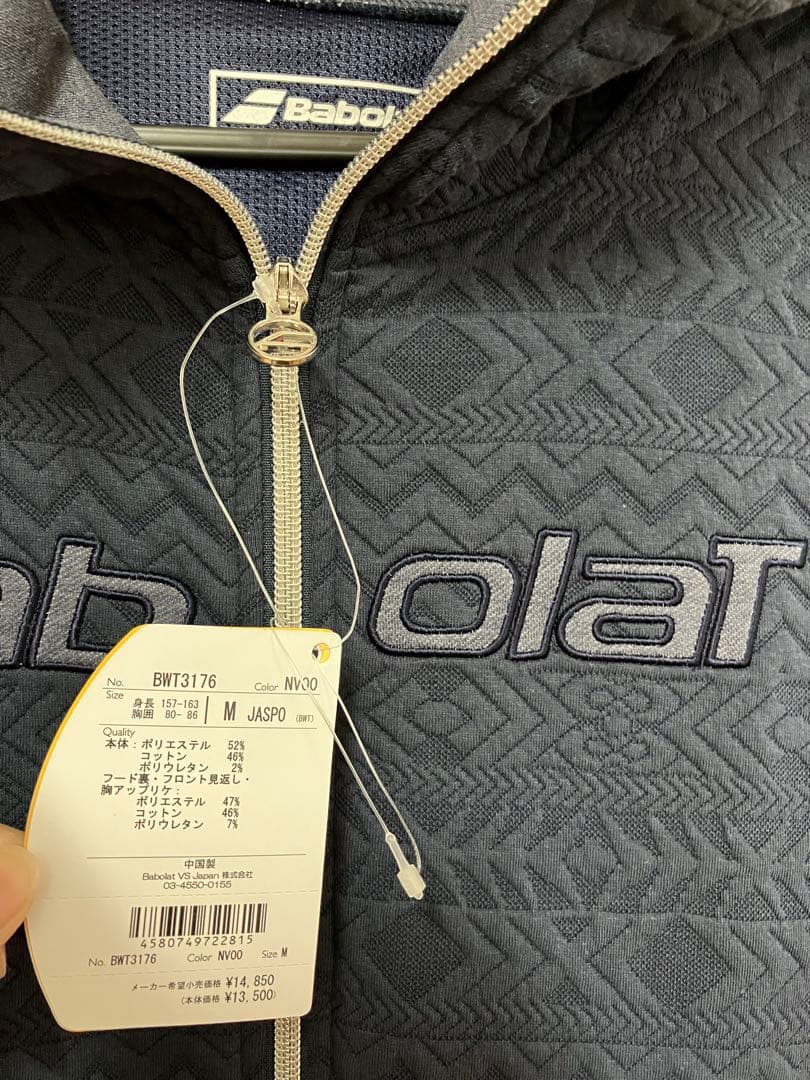 Babolat
ab olaT
No. BWT3176 Color NV00
Size 身長 157-163
胸囲 80- 86 M JASPO (BWT)
Quality
本体:ポリエステル 52%
コットン 46%
ポリウレタン 2%
フード裏・フロント見返し・
胸アップリケ:
ポリエステル 47%
コットン 46%
ポリウレタン 7%
中国製
Babolat VS Japan 株式会社
03-4550-0155
4580749722815
No. BWT3176 Color NV00 Size M
メーカー希望小売価格 ¥14,850
(本体価格 ¥13,500)